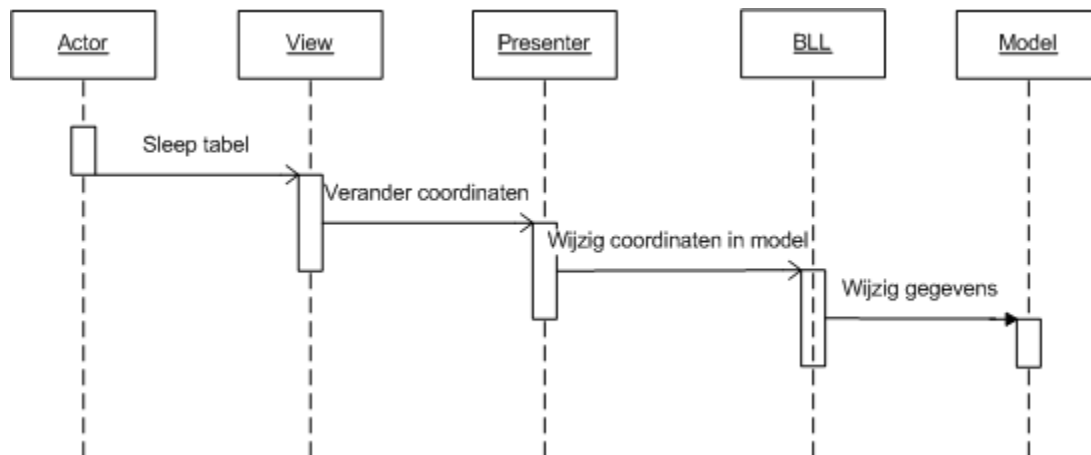 Actor
View
Presenter
BLL
Model
Sleep tabel
Verander coordinaten
Wijzig coordinaten in model
Wijzig gegevens